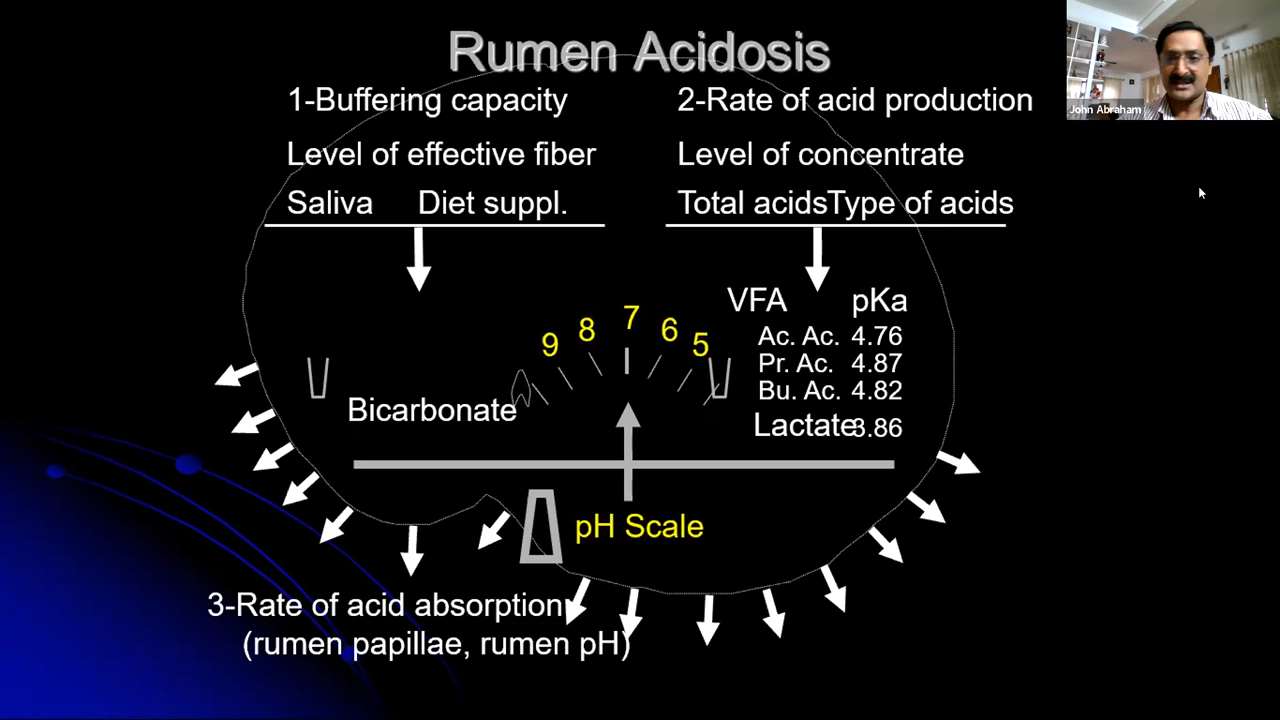 Rumen Acidosis
John Abraham
1-Buffering capacity
2-Rate of acid production
Level of effective fiber
Level of concentrate
Saliva Diet suppl.
Total acidsType of acids
VFA pKa
Ac. Ac. 4.76
Pr. Ac. 4.87
Bu. Ac. 4.82
Lactate3.86
9 8 7 6 5
Bicarbonate
pH Scale
3-Rate of acid absorption
(rumen papillae, rumen pH)